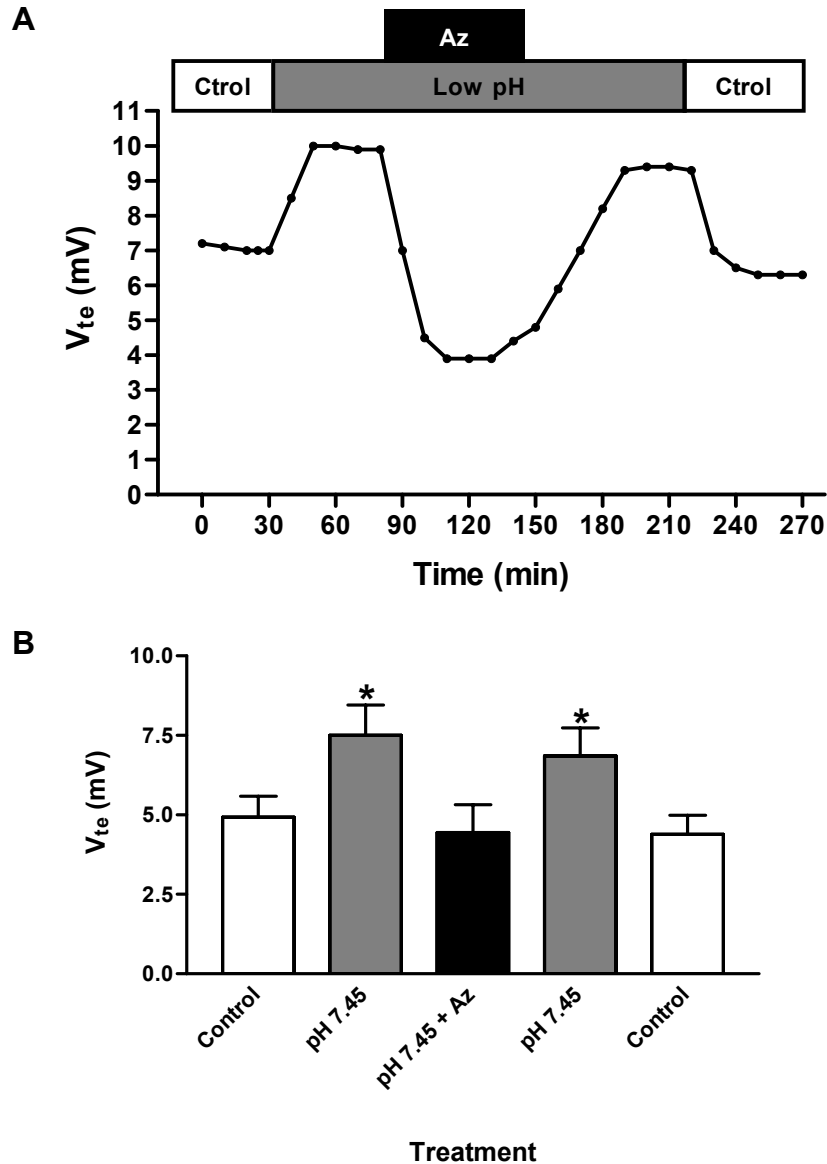 A
Az
Ctrol Low pH Ctrol
11
10
9
8
7
6
5
4
3
2
1
0
V te (mV)
0 30 60 90 120 150 180 210 240 270
Time (min)
B
10.0
7.5
5.0
2.5
0.0
V te (mV)
* *
Control pH 7.45 pH 7.45 + Az pH 7.45 Control
Treatment